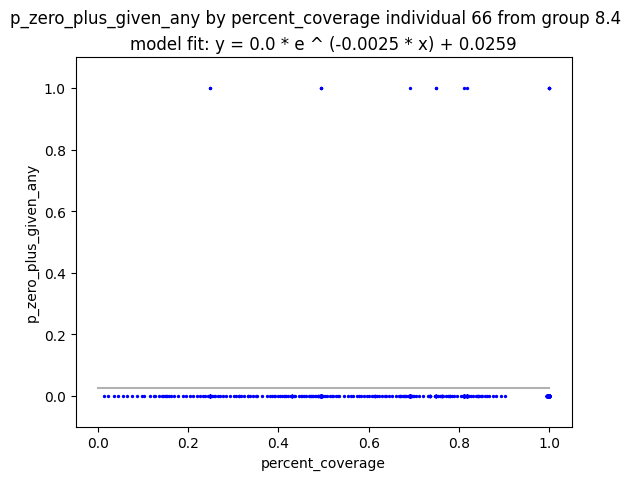 p_zero_plus_given_any by percent_coverage individual 66 from group 8.4
model fit: y = 0.0 * e ^ (-0.0025 * x) + 0.0259
1.0
0.8
0.6
0.4
0.2
0.0
p_zero_plus_given_any
0.0 0.2 0.4 0.6 0.8 1.0
percent_coverage